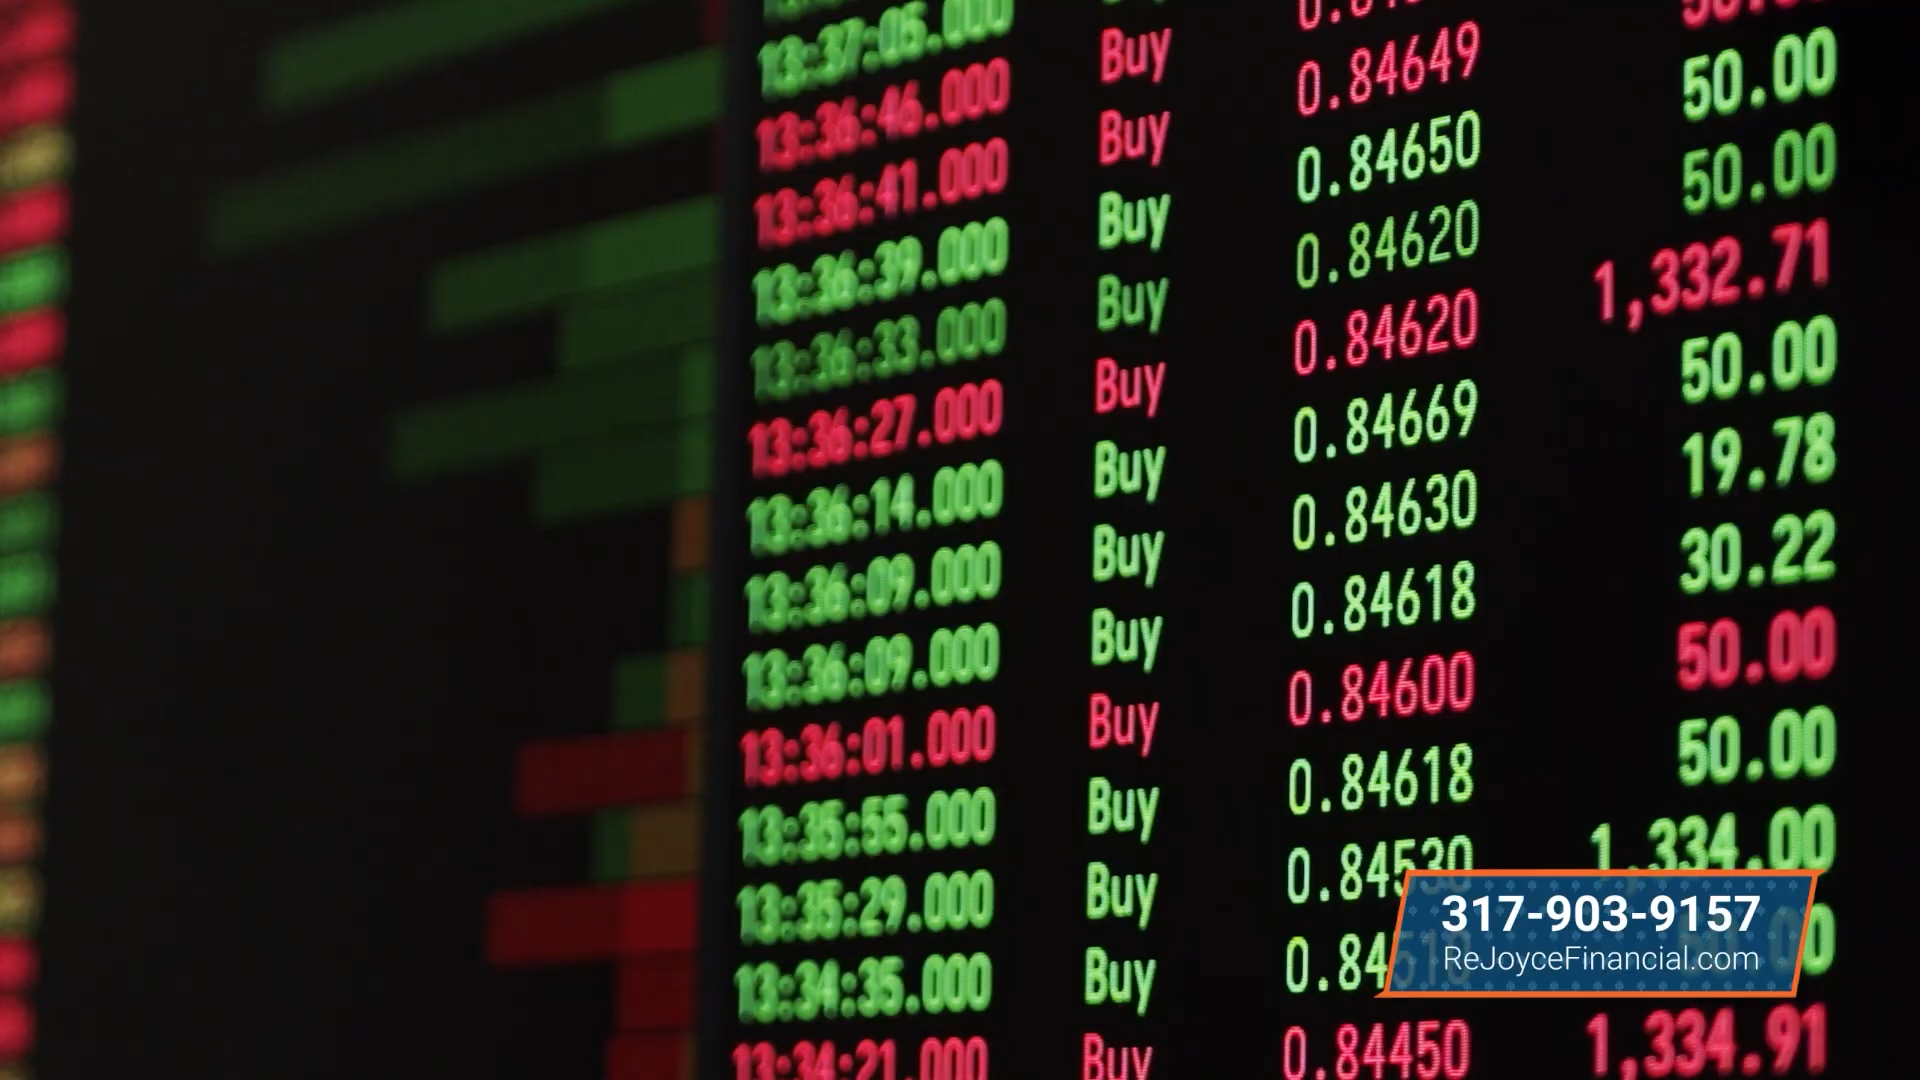 13:37:05.000 Buy 0.84649 50.00
13:36:46.000 Buy 0.84650 50.00
13:36:41.000 Buy 0.84620 1,332.71
13:36:39.000 Buy 0.84620 50.00
13:36:33.000 Buy 0.84669 19.78
13:36:27.000 Buy 0.84630 30.22
13:36:14.000 Buy 0.84618 50.00
13:36:09.000 Buy 0.84600 50.00
13:36:09.000 Buy 0.84618 1,334.00
13:36:01.000 Buy 0.84530
13:35:55.000 Buy
13:35:29.000 Buy 0.84450 1,334.91
13:34:35.000 Buy
13:34:21.000 Buy
317-903-9157
ReJoyceFinancial.com